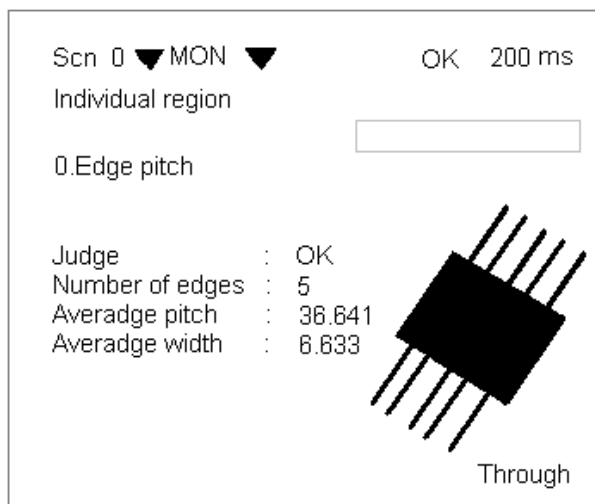 Scn 0 MON OK 200 ms
Individual region
0.Edge pitch
Judge : OK
Number of edges : 5
Averadge pitch : 36.641
Averadge width : 6.633
Through